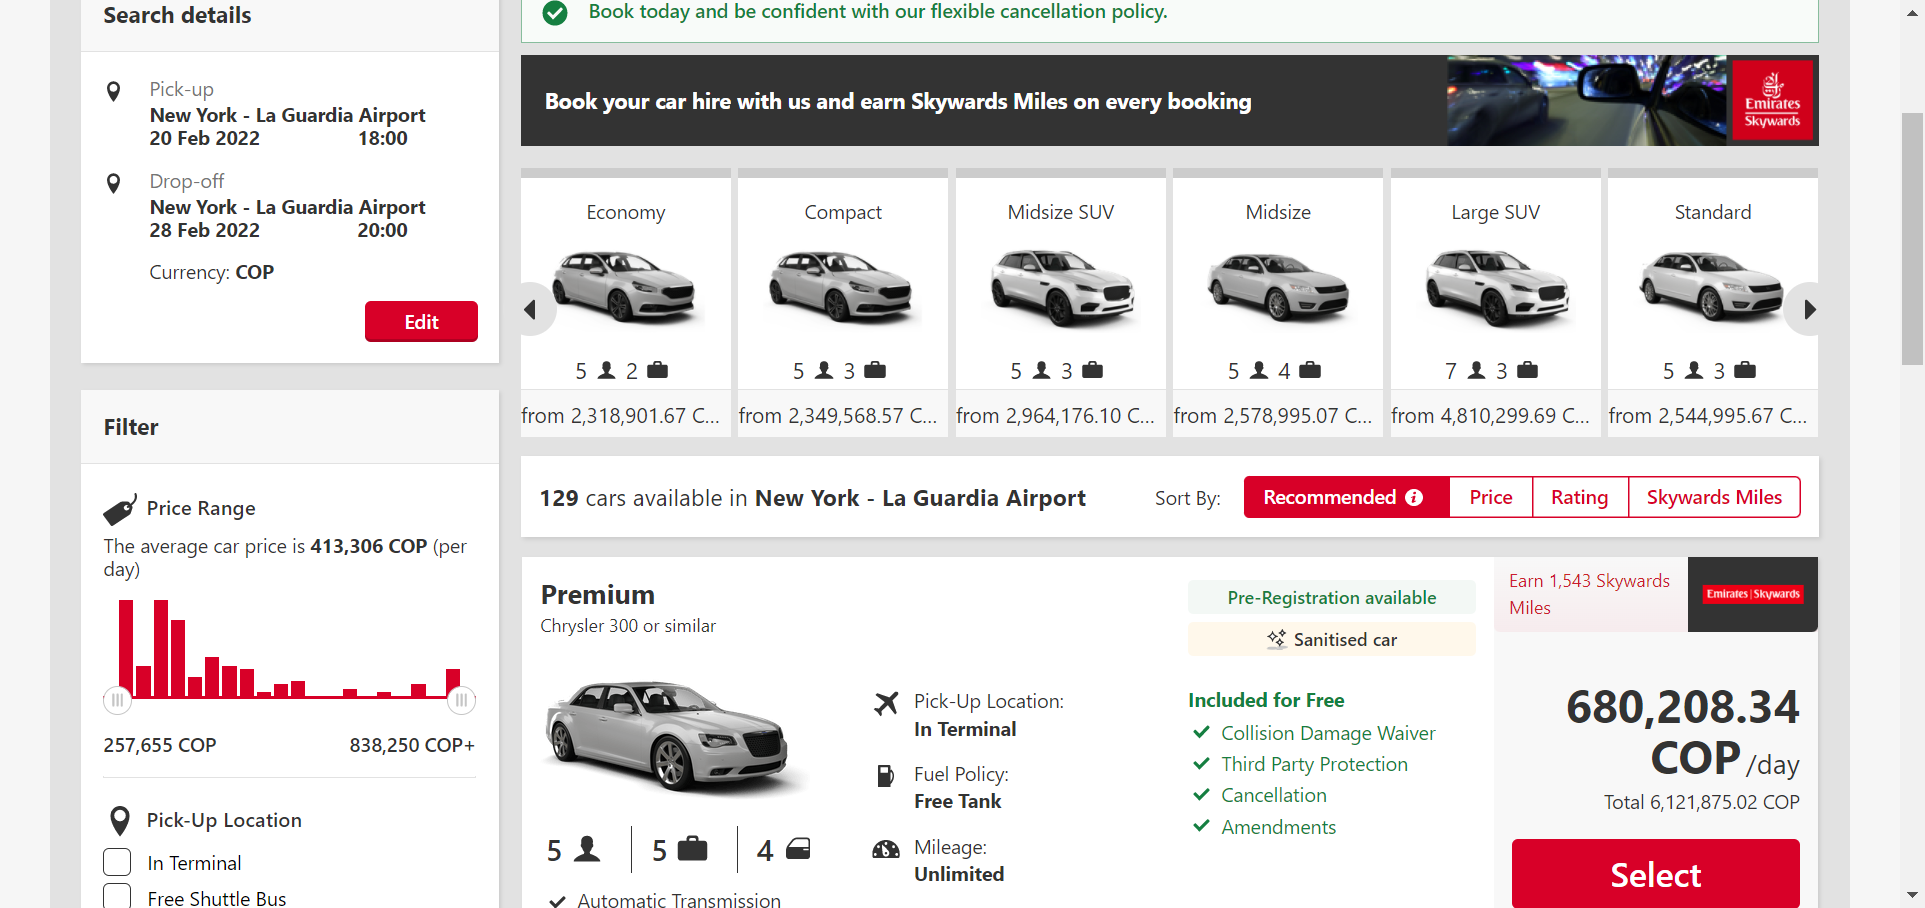 Search details
Pick-up
New York - La Guardia Airport
20 Feb 2022 18:00
Drop-off
New York - La Guardia Airport
28 Feb 2022 20:00
Currency: COP
Edit
Filter
Price Range
The average car price is 413,306 COP (per
day)
257,655 COP 838,250 COP+
Pick-Up Location
In Terminal
Free Shuttle Bus
Book today and be confident with our flexible cancellation policy.
Book your car hire with us and earn Skywards Miles on every booking
Emirates
Skywards
Economy
5 2
from 2,318,901.67 C...
Compact
5 3
from 2,349,568.57 C...
Midsize SUV
5 3
from 2,964,176.10 C...
Midsize
5 4
from 2,578,995.07 C...
Large SUV
7 3
from 4,810,299.69 C...
Standard
5 3
from 2,544,995.67 C...
129 cars available in New York - La Guardia Airport
Sort By: Recommended i Price Rating Skywards Miles
Premium
Chrysler 300 or similar
5 5 4
Automatic Transmission
Pick-Up Location:
In Terminal
Fuel Policy:
Free Tank
Mileage:
Unlimited
Pre-Registration available
Sanitised car
Included for Free
Collision Damage Waiver
Third Party Protection
Cancellation
Amendments
Earn 1,543 Skywards
Miles
Emirates | Skywards
680,208.34
COP /day
Total 6,121,875.02 COP
Select